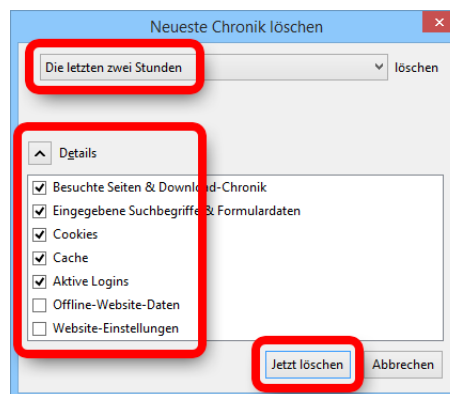 Neueste Chronik löschen
Die letzten zwei Stunden löschen
Details
Besuchte Seiten & Download-Chronik
Eingegebene Suchbegriffe & Formulardaten
Cookies
Cache
Aktive Logins
Offline-Website-Daten
Website-Einstellungen
Jetzt löschen Abbrechen